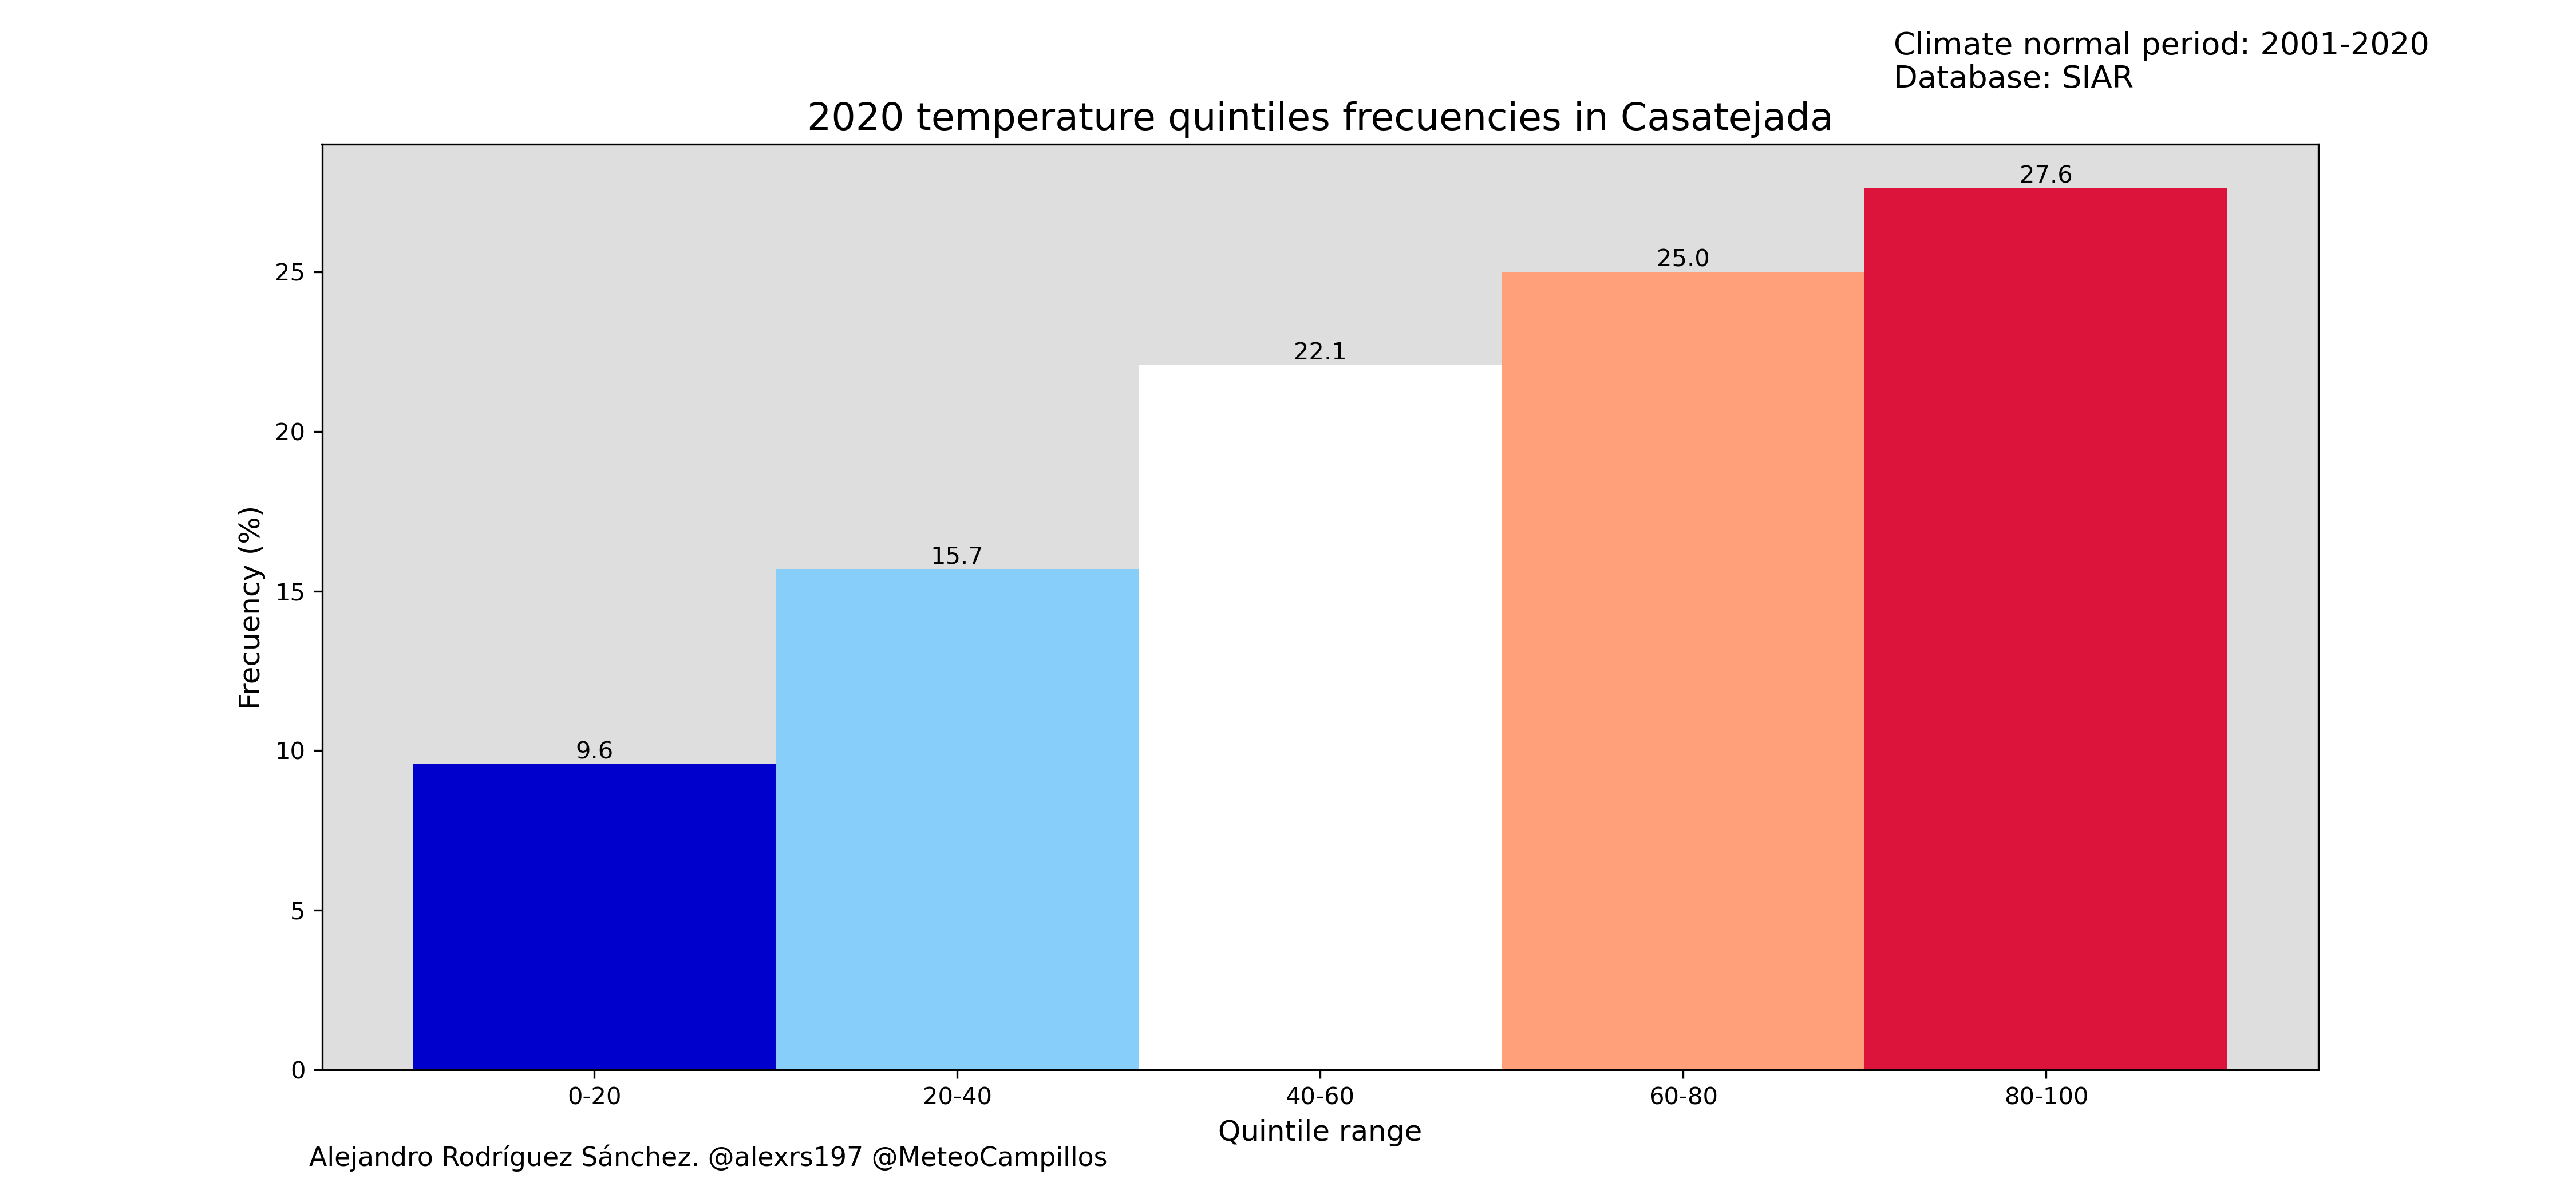 Climate normal period: 2001-2020
Database: SIAR
2020 temperature quintiles frecuencies in Casatejada
27.6
25.0
22.1
15.7
9.6
25
20
15
10
5
0
Frecuency (%)
0-20 20-40 40-60 60-80 80-100
Quintile range
Alejandro Rodríguez Sánchez. @alexrs197 @MeteoCampillos